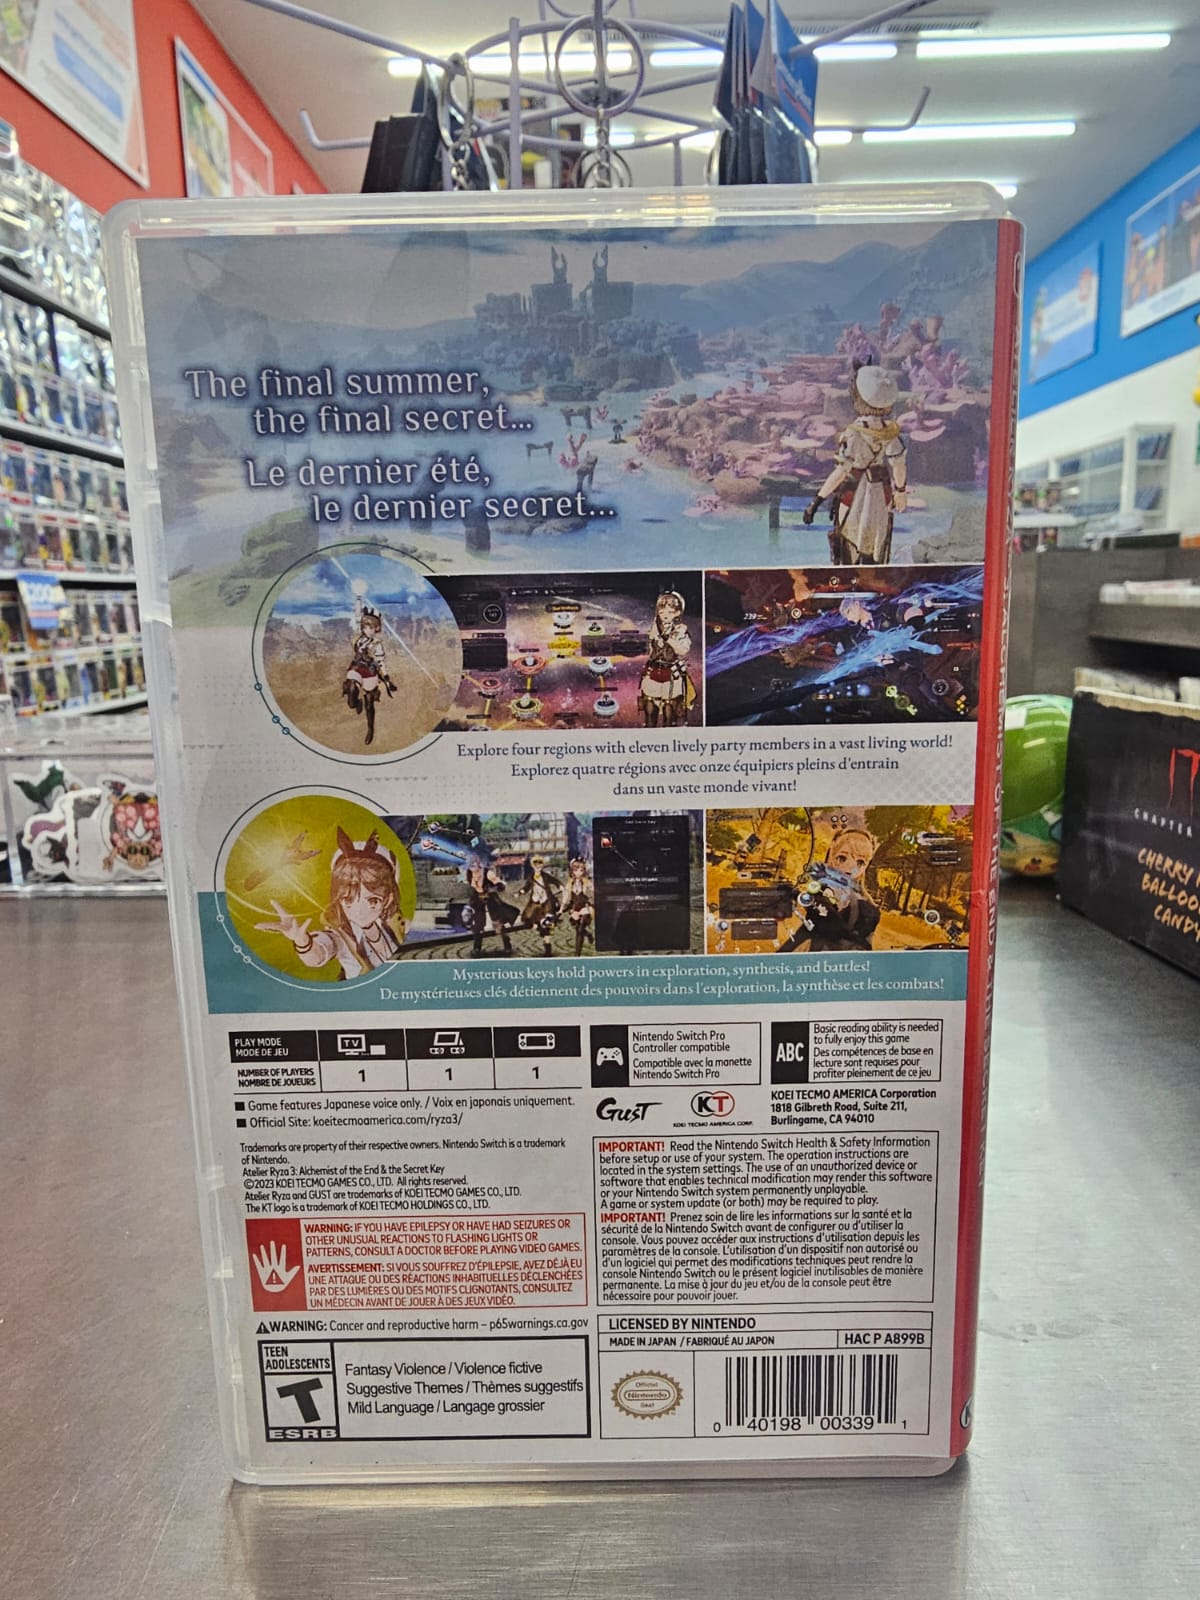 The final summer,
the final secret...
Le dernier été,
le dernier secret...
Explore four regions with eleven lively party members in a vast living world!
Explorez quatre régions avec onze équipiers pleins d'entrain
dans un vaste monde vivant!
Mysterious keys hold powers in exploration, synthesis, and battles!
De mystérieuses clés détiennent des pouvoirs dans l'exploration, la synthèse et les combats!
PLAY MODE
MODE DE JEU
TV
NUMBER OF PLAYERS
NOMBRE DE JOUEURS
1 1 1
Nintendo Switch Pro
Controller compatible
Compatible avec la manette
Nintendo Switch Pro
ABC
Basic reading ability is needed
to fully enjoy this game
Des compétences de base en
lecture sont requises pour
profiter pleinement de ce jeu
■ Game features Japanese voice only. / Voix en japonais uniquement.
■ Official Site: koeitecmoamerica.com/ryza3/
GUST
KT
KOEI TECMO AMERICA CORP.
KOEI TECMO AMERICA Corporation
1818 Gilbreth Road, Suite 211,
Burlingame, CA 94010
Trademarks are property of their respective owners. Nintendo Switch is a trademark
of Nintendo.
Atelier Ryza 3: Alchemist of the End & the Secret Key
©2023 KOEI TECMO GAMES CO., LTD. All rights reserved.
Atelier Ryza and GUST are trademarks of KOEI TECMO GAMES CO., LTD.
The KT logo is a trademark of KOEI TECMO HOLDINGS CO., LTD.
WARNING: IF YOU HAVE EPILEPSY OR HAVE HAD SEIZURES OR
OTHER UNUSUAL REACTIONS TO FLASHING LIGHTS OR
PATTERNS, CONSULT A DOCTOR BEFORE PLAYING VIDEO GAMES.
AVERTISSEMENT: SI VOUS SOUFFREZ D'ÉPILEPSIE, AVEZ DÉJÀ EU
UNE ATTAQUE OU DES RÉACTIONS INHABITUELLES DÉCLENCHÉES
PAR DES LUMIÈRES OU DES MOTIFS CLIGNOTANTS, CONSULTEZ
UN MÉDECIN AVANT DE JOUER À DES JEUX VIDÉO.
IMPORTANT! Read the Nintendo Switch Health & Safety Information
before setup or use of your system. The operation instructions are
located in the system settings. The use of an unauthorized device or
software that enables technical modification may render this software
or your Nintendo Switch system permanently unplayable.
A game or system update (or both) may be required to play.
IMPORTANT! Prenez soin de lire les informations sur la santé et la
sécurité de la Nintendo Switch avant de configurer ou d'utiliser la
console. Vous pouvez accéder aux instructions d'utilisation depuis les
paramètres de la console. L'utilisation d'un dispositif non autorisé ou
d'un logiciel qui permet des modifications techniques peut rendre la
console Nintendo Switch ou le présent logiciel inutilisables de manière
permanente. La mise à jour du jeu et/ou de la console peut être
nécessaire pour pouvoir jouer.
WARNING: Cancer and reproductive harm – p65warnings.ca.gov
TEEN
ADOLESCENTS
T
ESRB
Fantasy Violence / Violence fictive
Suggestive Themes / Thèmes suggestifs
Mild Language / Langage grossier
LICENSED BY NINTENDO
MADE IN JAPAN / FABRIQUÉ AU JAPON
HAC P A899B
Official
Nintendo
Seal
0 40198 00339 1
ALCHEMIST OF THE END & THE SECRET KEY
IT
CHAPTER
CHERRY
BALLOO
CANDY